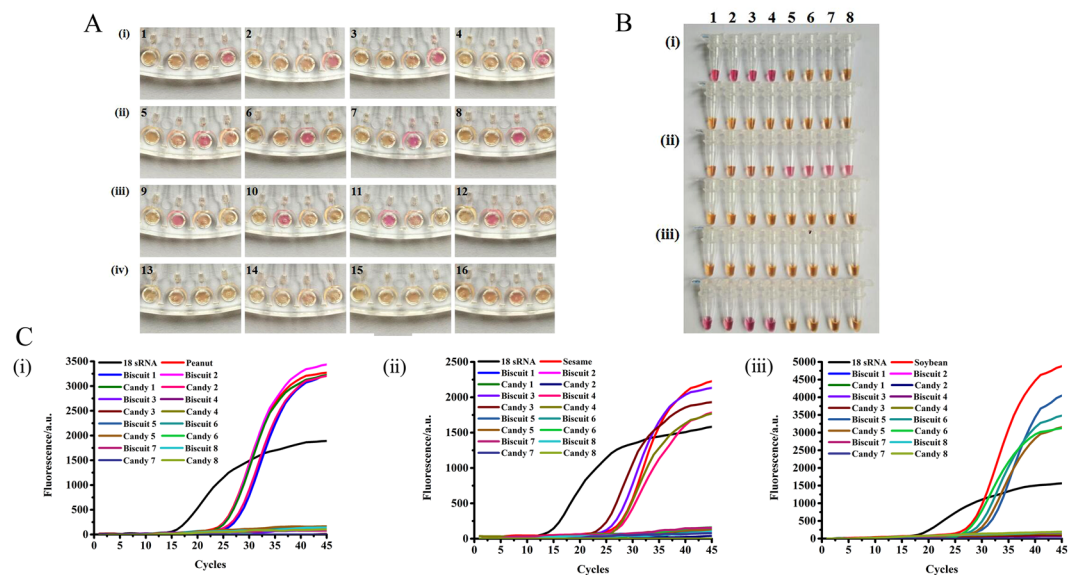 A
B
(i) 1 2 3 4
(ii) 5 6 7 8
(iii) 9 10 11 12
(iv) 13 14 15 16
1 2 3 4 5 6 7 8
(i)
(ii)
(iii)
C
(i)
3500
3000
2500
2000
1500
1000
500
0
Fluorescence/a.u.
18 sRNA Peanut
Biscuit 1 Biscuit 2
Candy 1 Candy 2
Biscuit 3 Biscuit 4
Candy 3 Candy 4
Biscuit 5 Biscuit 6
Candy 5 Candy 6
Biscuit 7 Biscuit 8
Candy 7 Candy 8
0 5 10 15 20 25 30 35 40 45
Cycles
(ii)
2500
2000
1500
1000
500
0
Fluorescence/a.u.
18 sRNA Sesame
Biscuit 1 Biscuit 2
Candy 1 Candy 2
Biscuit 3 Biscuit 4
Candy 3 Candy 4
Biscuit 5 Biscuit 6
Candy 5 Candy 6
Biscuit 7 Biscuit 8
Candy 7 Candy 8
0 5 10 15 20 25 30 35 40 45
Cycles
(iii)
5000
4500
4000
3500
3000
2500
2000
1500
1000
500
0
Fluorescence/a.u.
18 sRNA Soybean
Biscuit 1 Biscuit 2
Candy 1 Candy 2
Biscuit 3 Biscuit 4
Candy 3 Candy 4
Biscuit 5 Biscuit 6
Candy 5 Candy 6
Biscuit 7 Biscuit 8
Candy 7 Candy 8
0 5 10 15 20 25 30 35 40 45
Cycles